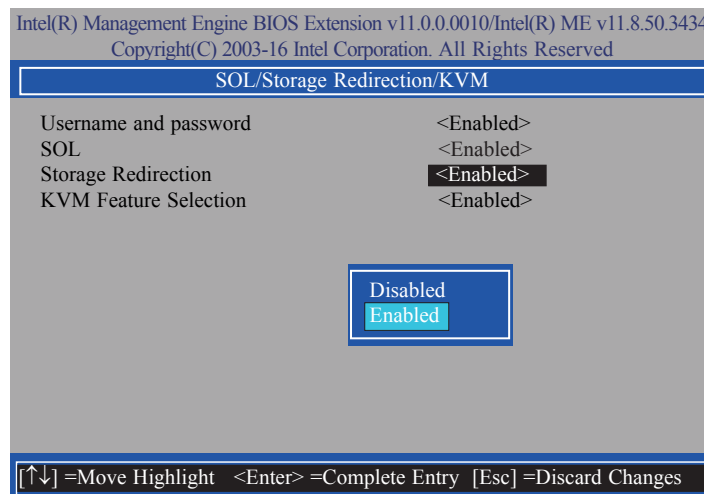 Intel(R) Management Engine BIOS Extension v11.0.0.0010/Intel(R) ME v11.8.50.3434
Copyright(C) 2003-16 Intel Corporation. All Rights Reserved
SOL/Storage Redirection/KVM
Username and password <Enabled>
SOL <Enabled>
Storage Redirection <Enabled>
KVM Feature Selection <Enabled>
Disabled
Enabled
[↑↓] =Move Highlight <Enter> =Complete Entry [Esc] =Discard Changes